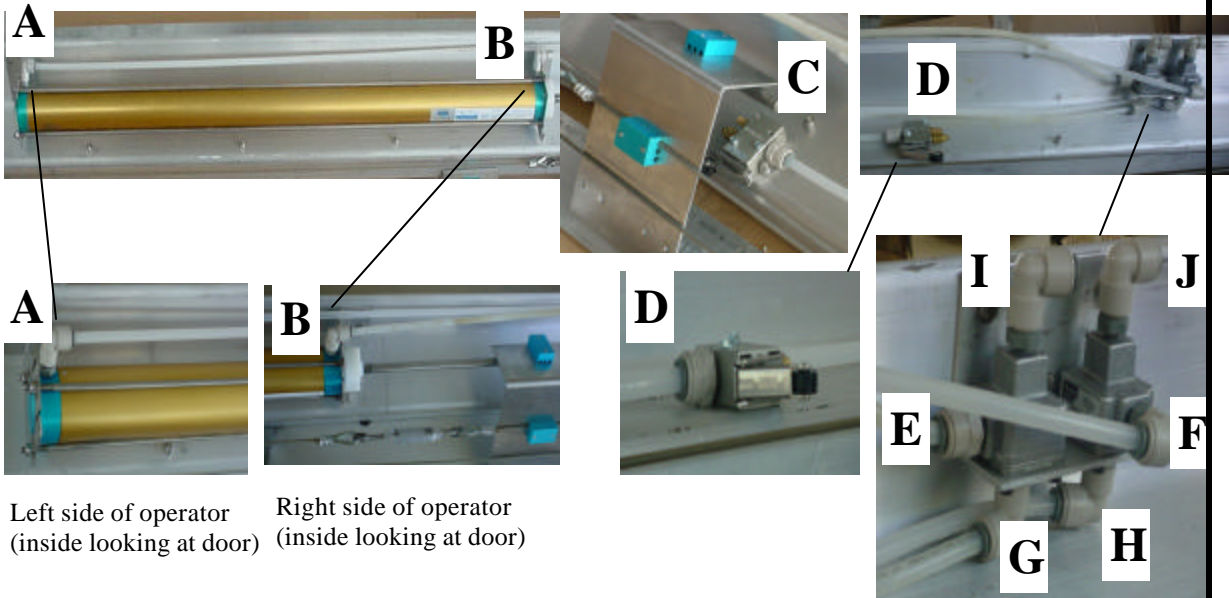 A
B
C
D
A
B
D
I
J
E
F
G
H
Left side of operator
(inside looking at door)
Right side of operator
(inside looking at door)